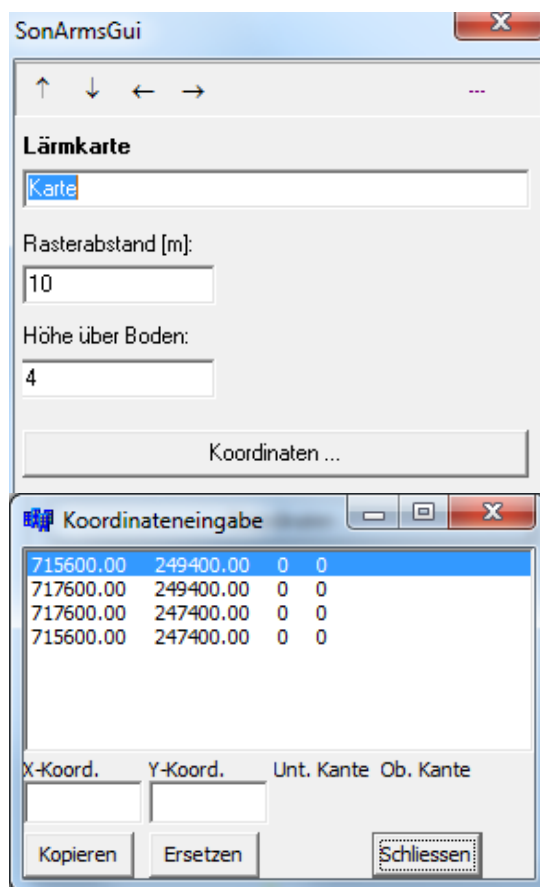 SonArmsGui
↑ ↓ ← → ---
Lärmkarte
Karte
Rasterabstand [m]:
10
Höhe über Boden:
4
Koordinaten ...
Koordinateneingabe
715600.00 249400.00 0 0
717600.00 249400.00 0 0
717600.00 247400.00 0 0
715600.00 247400.00 0 0
X-Koord. Y-Koord. Unt. Kante Ob. Kante
Kopieren Ersetzen Schliessen